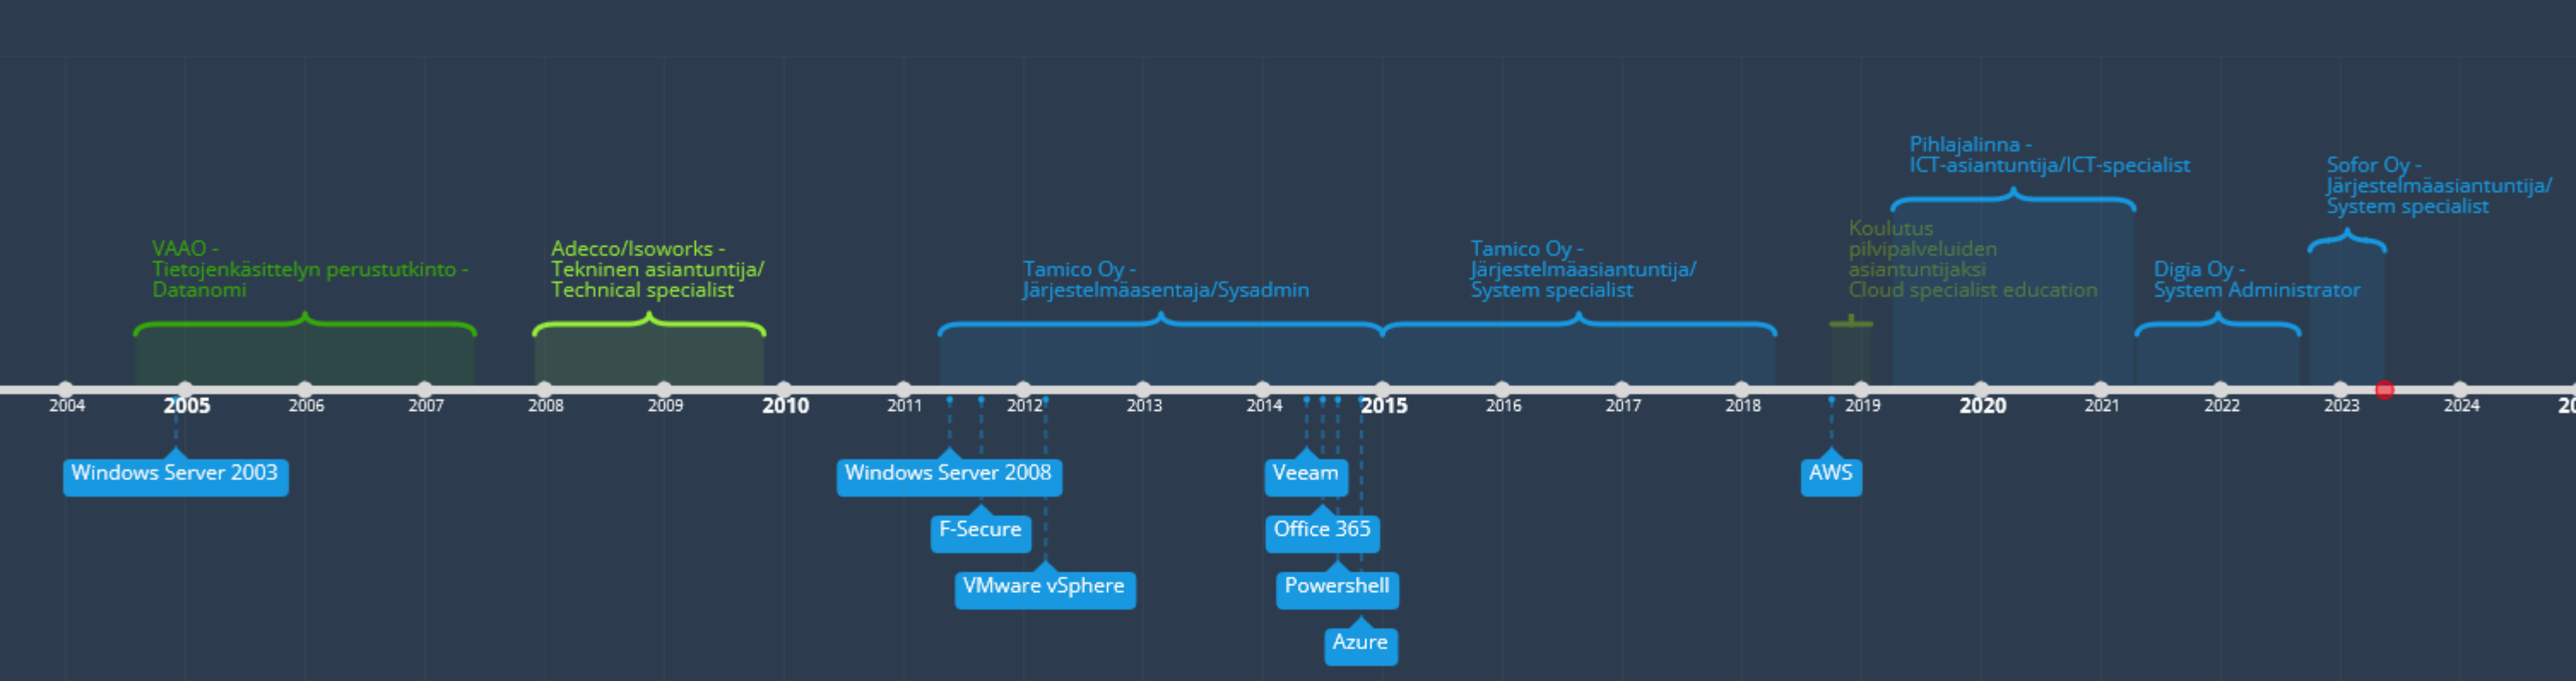 Pihlajalinna -
ICT-asiantuntija/ICT-specialist
Sofor Oy -
Järjestelmäasiantuntija/
System specialist
VAAO -
Tietojenkäsittelyn perustutkinto -
Datanomi
Adecco/Isoworks -
Tekninen asiantuntija/
Technical specialist
Tamico Oy -
Järjestelmäasentaja/Sysadmin
Tamico Oy -
Järjestelmäasiantuntija/
System specialist
Koulutus
pilvipalveluiden
asiantuntijaksi
Cloud specialist education
Digia Oy -
System Administrator
2004 2005 2006 2007 2008 2009 2010 2011 2012 2013 2014 2015 2016 2017 2018 2019 2020 2021 2022 2023 2024
Windows Server 2003
Windows Server 2008
Veeam
AWS
F-Secure
Office 365
VMware vSphere
Powershell
Azure